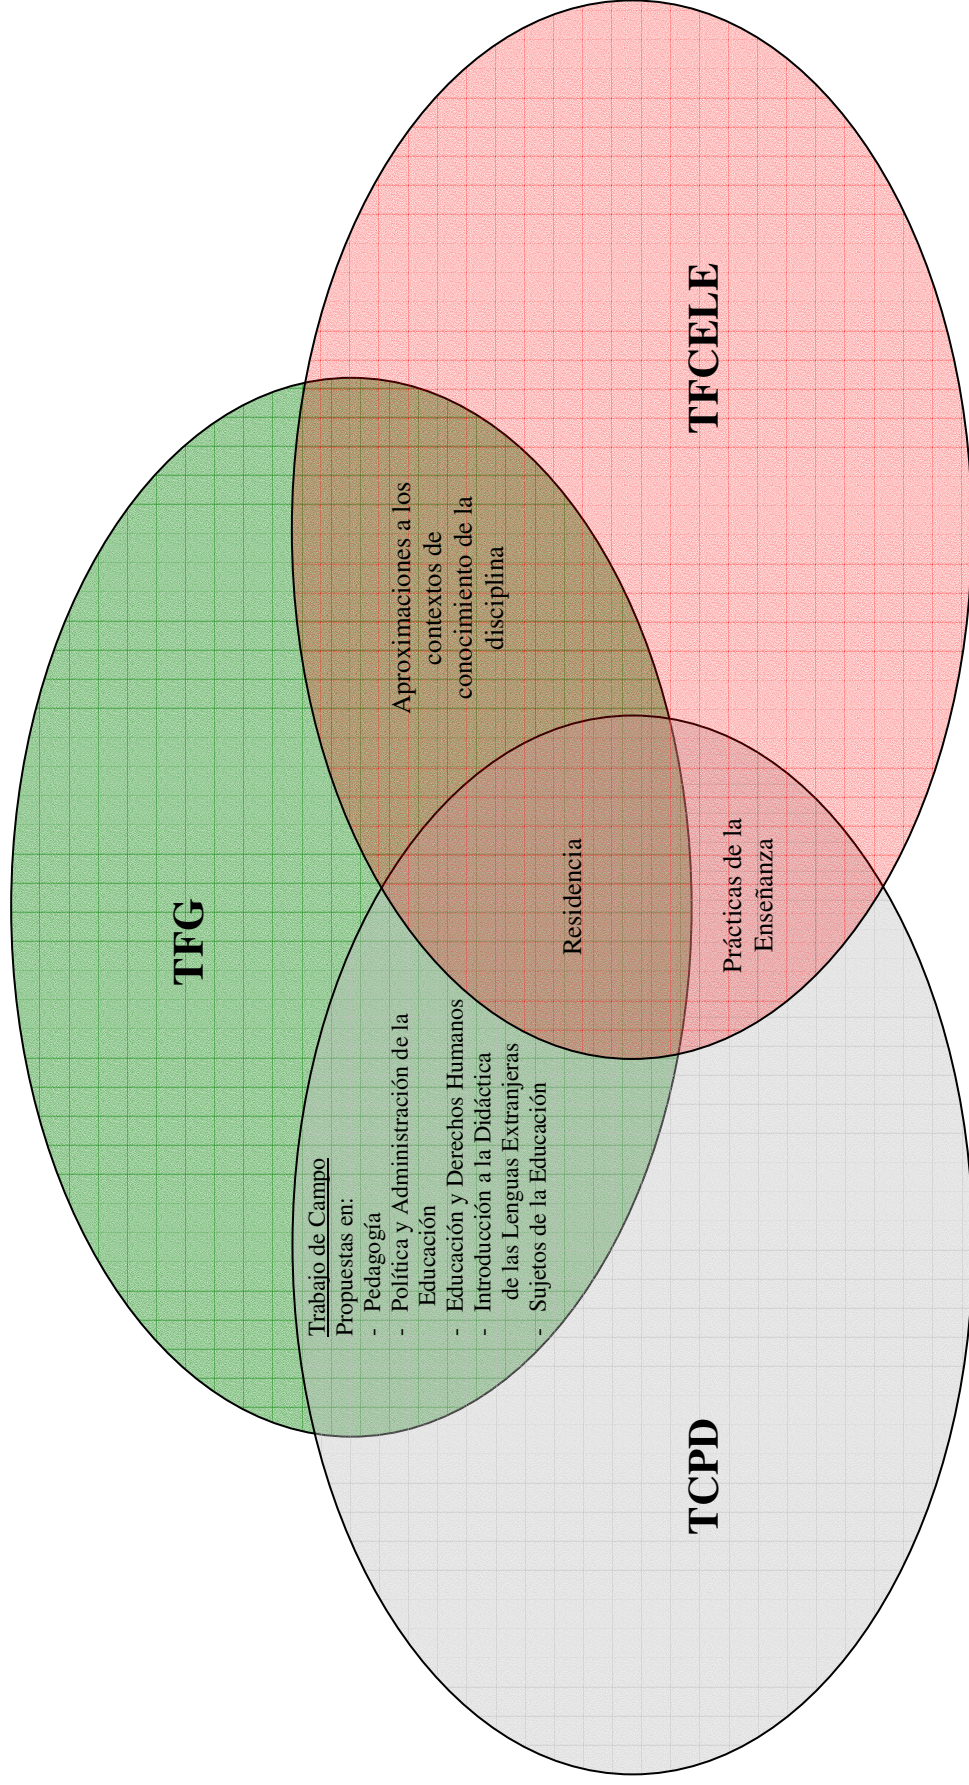 TFG
Trabajo de Campo
Propuestas en:
- Pedagogía
- Política y Administración de la
Educación
- Educación y Derechos Humanos
- Introducción a la Didáctica
de las Lenguas Extranjeras
- Sujetos de la Educación
Aproximaciones a los
contextos de
conocimiento de la
disciplina
Residencia
Prácticas de la
Enseñanza
TCPD
TFCELE